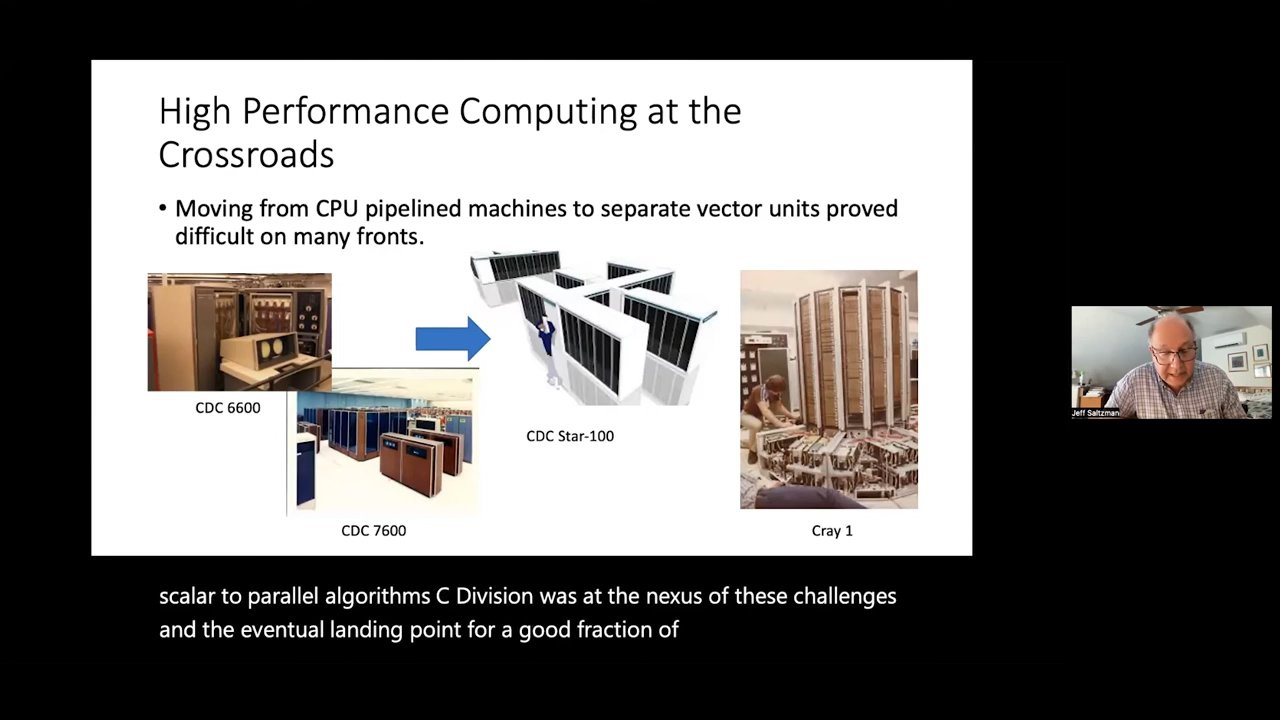 High Performance Computing at the
Crossroads
• Moving from CPU pipelined machines to separate vector units proved
difficult on many fronts.
CDC 6600
CDC Star-100
CDC 7600
Cray 1
Jeff Saltzman
scalar to parallel algorithms C Division was at the nexus of these challenges
and the eventual landing point for a good fraction of